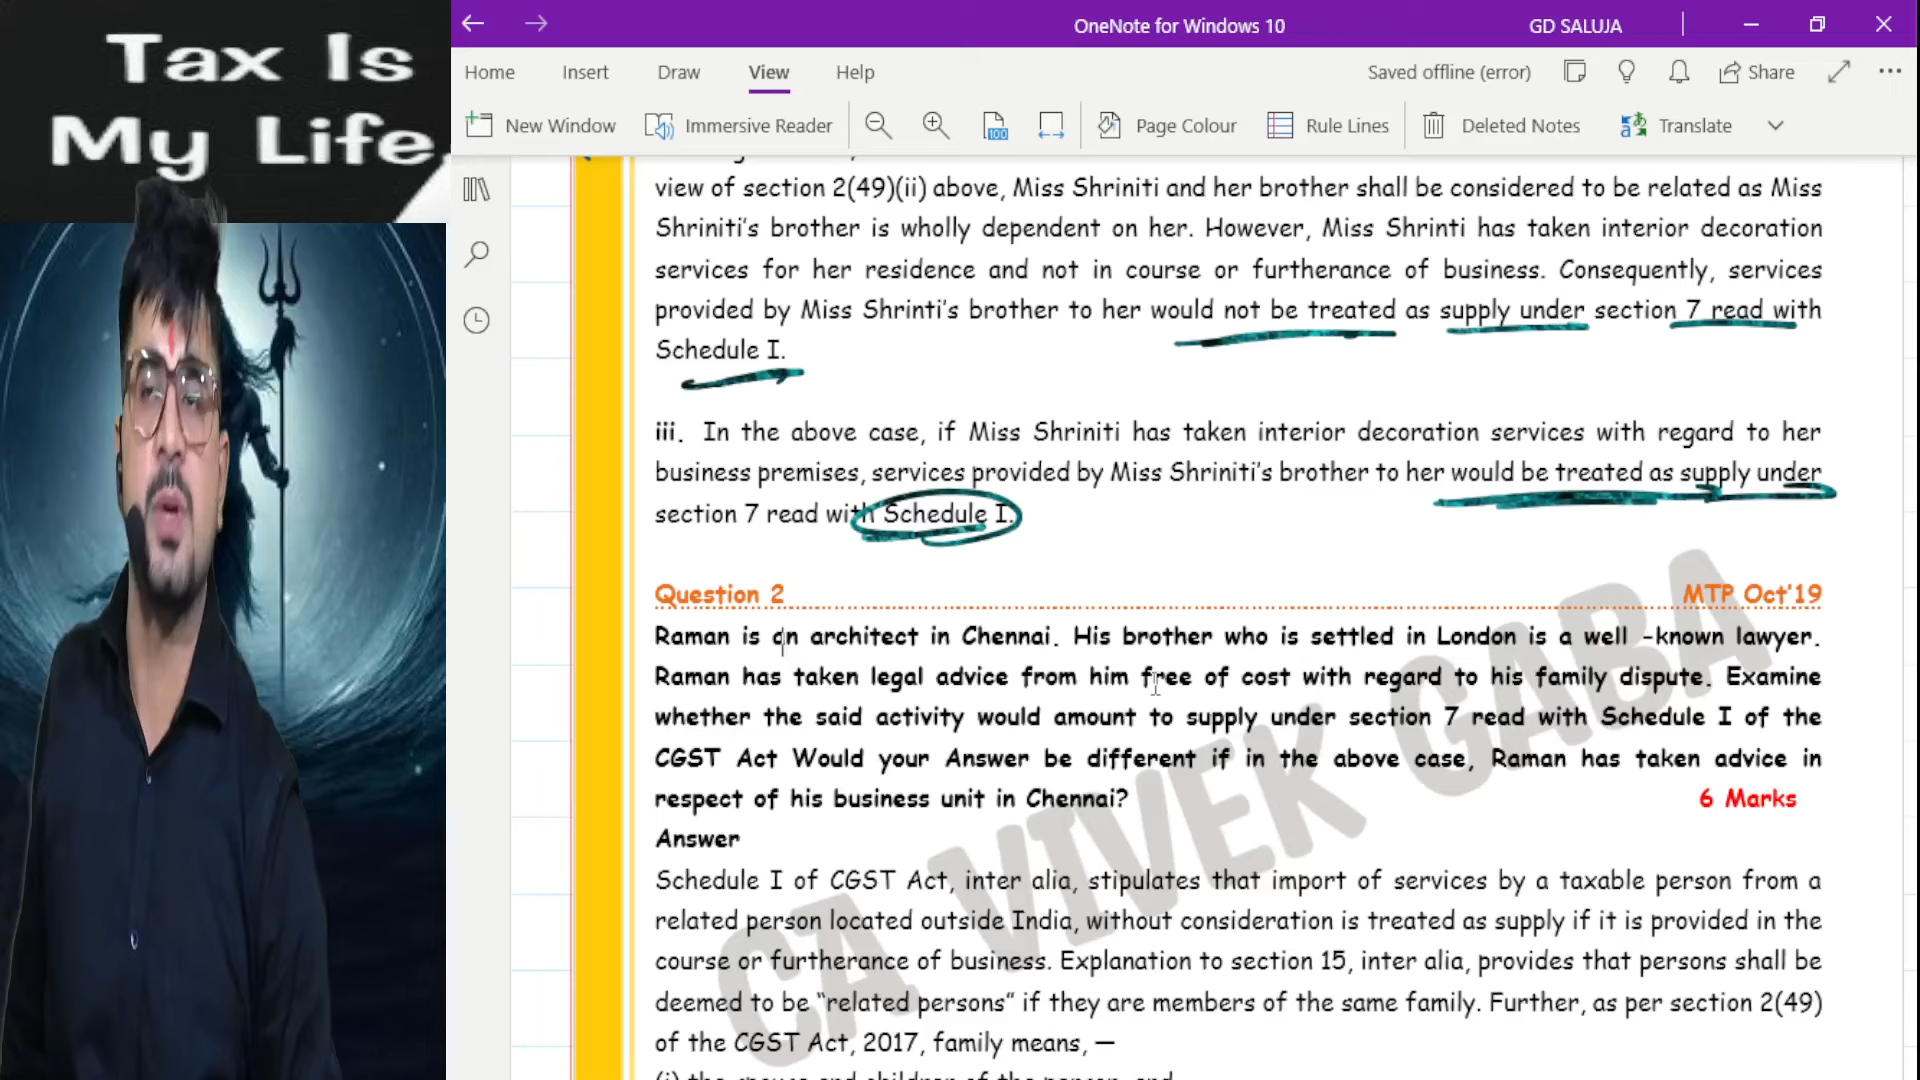 Tax Is
My Life
OneNote for Windows 10
GD SALUJA
Home Insert Draw View Help
Saved offline (error) Share
New Window Immersive Reader 100 Page Colour Rule Lines Deleted Notes Translate
view of section 2(49)(ii) above, Miss Shriniti and her brother shall be considered to be related as Miss
Shriniti's brother is wholly dependent on her. However, Miss Shrinti has taken interior decoration
services for her residence and not in course or furtherance of business. Consequently, services
provided by Miss Shrinti's brother to her would not be treated as supply under section 7 read with
Schedule I.
iii. In the above case, if Miss Shriniti has taken interior decoration services with regard to her
business premises, services provided by Miss Shriniti's brother to her would be treated as supply under
section 7 read with Schedule I.
Question 2 MTP Oct'19
Raman is an architect in Chennai. His brother who is settled in London is a well -known lawyer.
Raman has taken legal advice from him free of cost with regard to his family dispute. Examine
whether the said activity would amount to supply under section 7 read with Schedule I of the
CGST Act Would your Answer be different if in the above case, Raman has taken advice in
respect of his business unit in Chennai? 6 Marks
Answer
Schedule I of CGST Act, inter alia, stipulates that import of services by a taxable person from a
related person located outside India, without consideration is treated as supply if it is provided in the
course or furtherance of business. Explanation to section 15, inter alia, provides that persons shall be
deemed to be "related persons" if they are members of the same family. Further, as per section 2(49)
of the CGST Act, 2017, family means, —
(i) the spouse and children of the person, and
CA VIVEK GABA